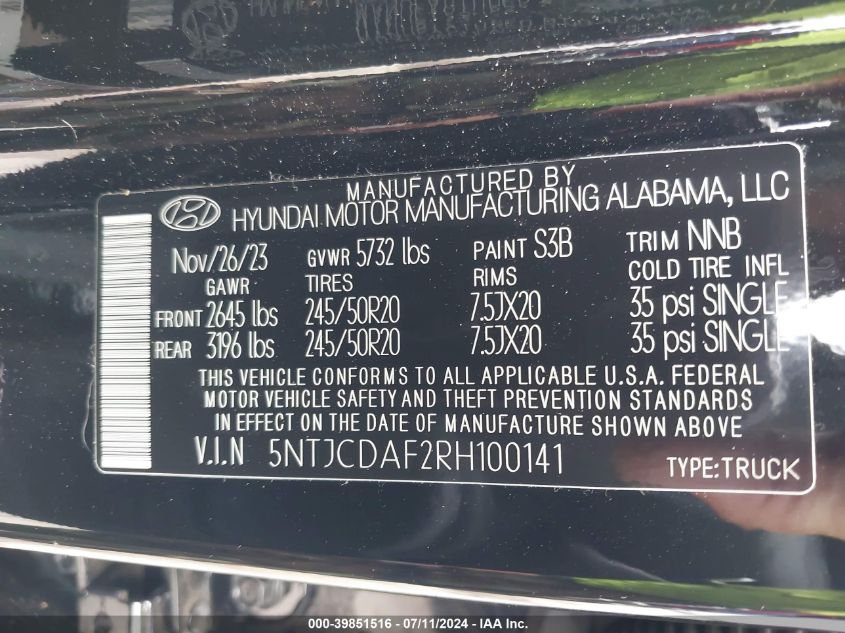 MANUFACTURED BY
HYUNDAI MOTOR MANUFACTURING ALABAMA, LLC
Nov/26/23 GVWR 5732 lbs PAINT S3B TRIM NNB
GAWR TIRES RIMS COLD TIRE INFL
FRONT 2645 lbs 245/50R20 7.5JX20 35 psi SINGLE
REAR 3196 lbs 245/50R20 7.5JX20 35 psi SINGLE
THIS VEHICLE CONFORMS TO ALL APPLICABLE U.S.A. FEDERAL
MOTOR VEHICLE SAFETY AND THEFT PREVENTION STANDARDS
IN EFFECT ON THE DATE OF MANUFACTURE SHOWN ABOVE
V.I.N 5NTJCDAF2RH100141 TYPE:TRUCK
000-39851516 - 07/11/2024 - © IAA Inc.